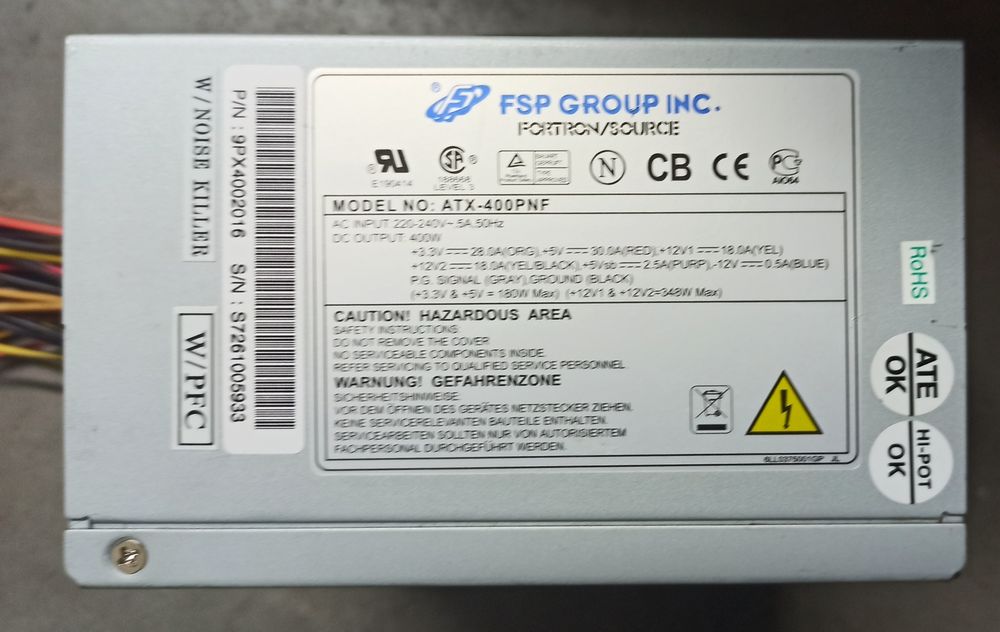 W/NOISE KILLER
W/PFC
P/N : 9PX4002016 S/N : S7261005933
FSP
FSP GROUP INC.
FORTRON/SOURCE
E190414
LEVEL 3
N
CB
CE
AЮ64
MODEL NO: ATX-400PNF
AC INPUT: 220-240V~,5A,50Hz
DC OUTPUT: 400W
+3.3V ⎓ 28.0A(ORG),+5V ⎓ 30.0A(RED),+12V1 ⎓ 18.0A(YEL)
+12V2 ⎓ 18.0A(YEL/BLACK),+5Vsb ⎓ 2.5A(PURP),-12V ⎓ 0.5A(BLUE)
P.G. SIGNAL (GRAY),GROUND (BLACK)
(+3.3V & +5V = 180W Max) (+12V1 & +12V2=348W Max)
CAUTION! HAZARDOUS AREA
SAFETY INSTRUCTIONS
DO NOT REMOVE THE COVER
NO SERVICEABLE COMPONENTS INSIDE.
REFER SERVICING TO QUALIFIED SERVICE PERSONNEL
WARNUNG! GEFAHRENZONE
SICHERHEITSHINWEISE.
VOR DEM ÖFFNEN DES GERÄTES NETZSTECKER ZIEHEN.
KEINE SERVICERELEVANTEN BAUTEILE ENTHALTEN.
SERVICEARBEITEN SOLLTEN NUR VON AUTORISIERTEM
FACHPERSONAL DURCHGEFÜHRT WERDEN.
RoHS
ATE
OK
HI-POT
OK